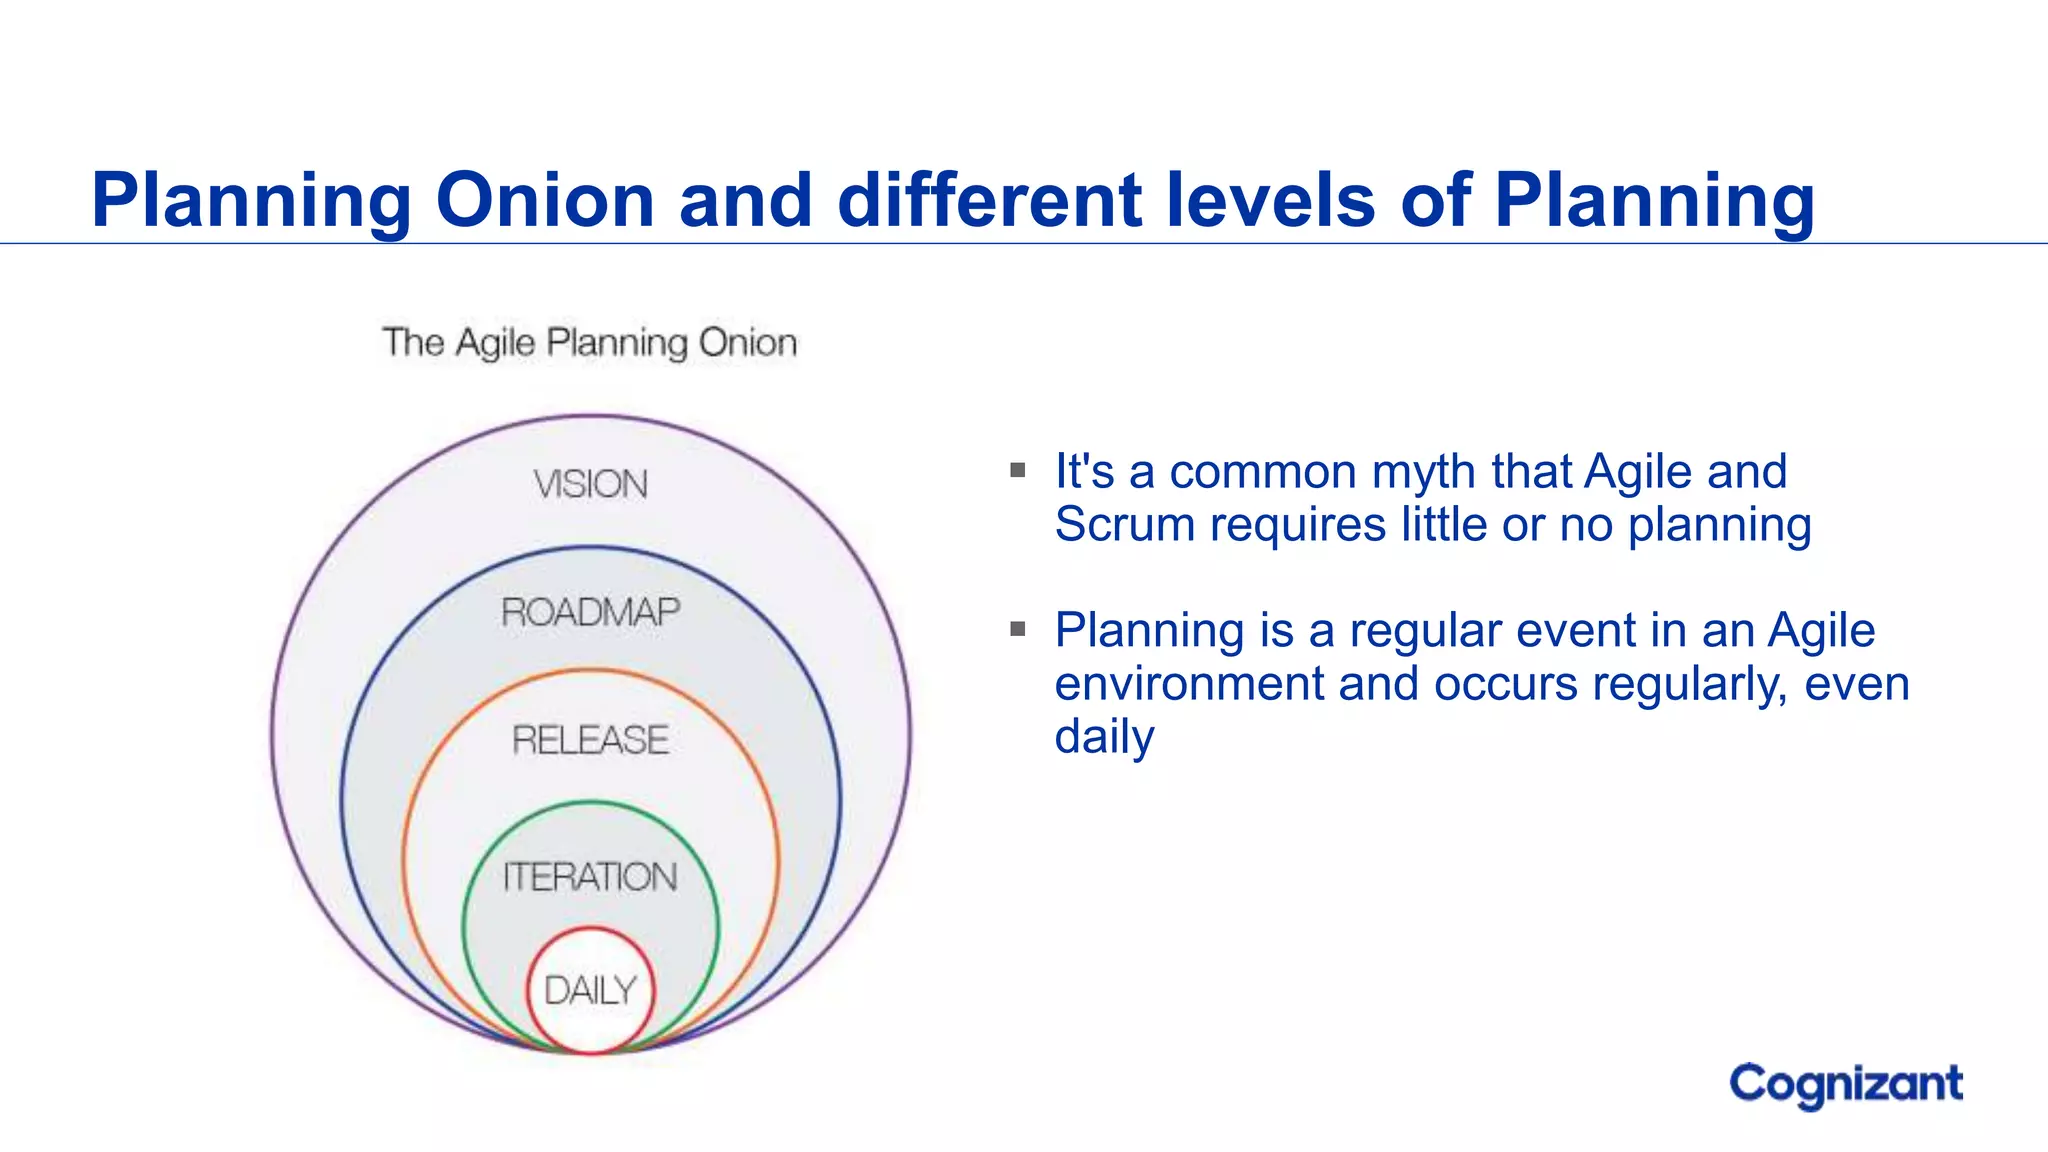 Planning Onion and different levels of Planning
The Agile Planning Onion
VISION
ROADMAP
RELEASE
ITERATION
DAILY
▪ It's a common myth that Agile and
Scrum requires little or no planning
▪ Planning is a regular event in an Agile
environment and occurs regularly, even
daily
Cognizant